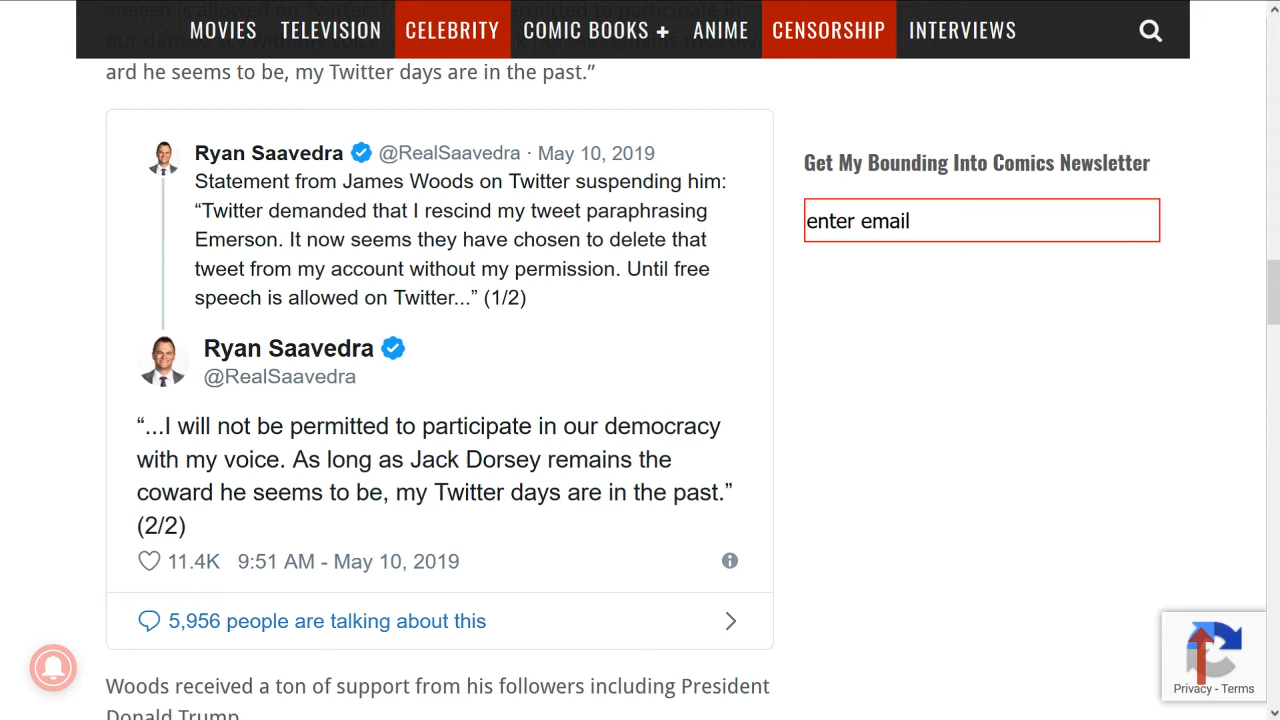 MOVIES TELEVISION CELEBRITY COMIC BOOKS + ANIME CENSORSHIP INTERVIEWS
ard he seems to be, my Twitter days are in the past.”
Ryan Saavedra @RealSaavedra · May 10, 2019
Statement from James Woods on Twitter suspending him:
“Twitter demanded that I rescind my tweet paraphrasing
Emerson. It now seems they have chosen to delete that
tweet from my account without my permission. Until free
speech is allowed on Twitter...” (1/2)
Ryan Saavedra
@RealSaavedra
“...I will not be permitted to participate in our democracy
with my voice. As long as Jack Dorsey remains the
coward he seems to be, my Twitter days are in the past.”
(2/2)
11.4K 9:51 AM - May 10, 2019
5,956 people are talking about this
Woods received a ton of support from his followers including President
Donald Trump
Get My Bounding Into Comics Newsletter
enter email
Privacy - Terms